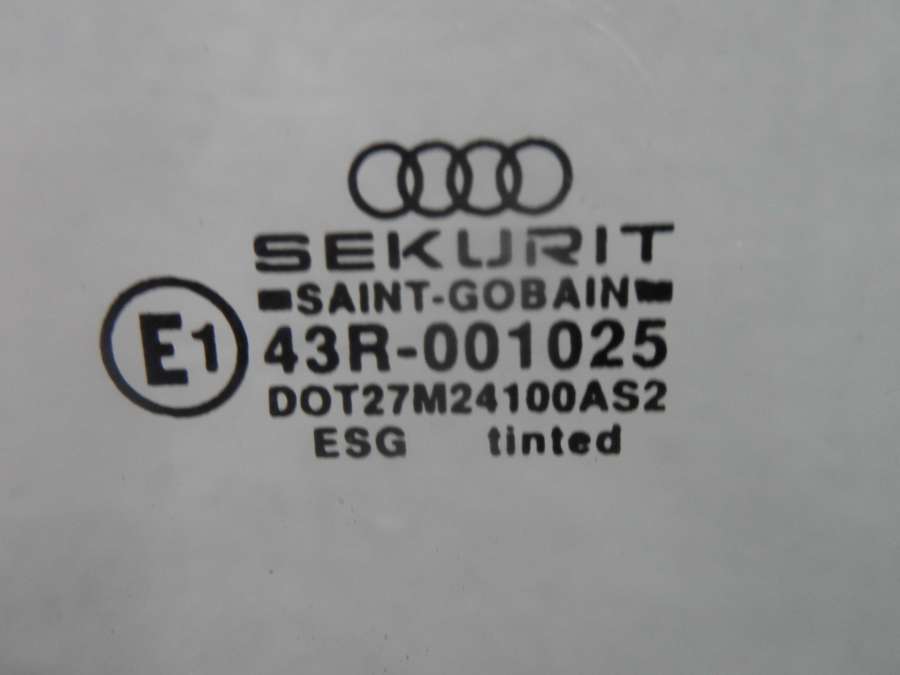 SEKURIT
SAINT-GOBAIN
E1 43R-001025
DOT27M24100AS2
ESG tinted